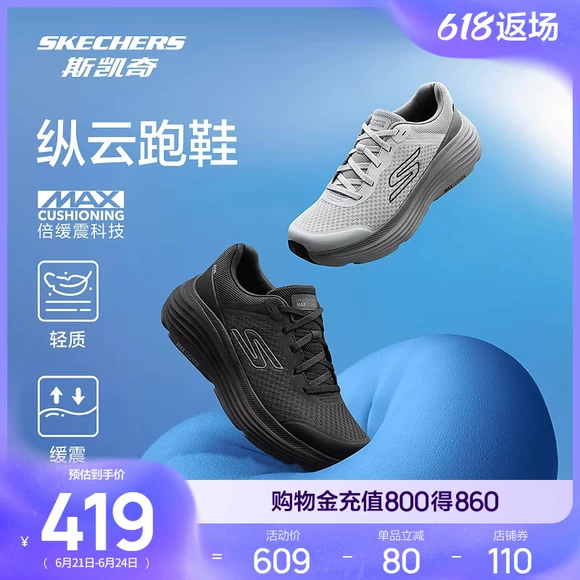 618返场
SKECHERS
斯凯奇
纵云跑鞋
MAX
CUSHIONING
倍缓震科技
轻质
缓震
预估到手价
¥419
( 6月21日-6月24日 )
购物金充值800得860
= 活动价 609 - 单品立减 80 - 店铺券 110